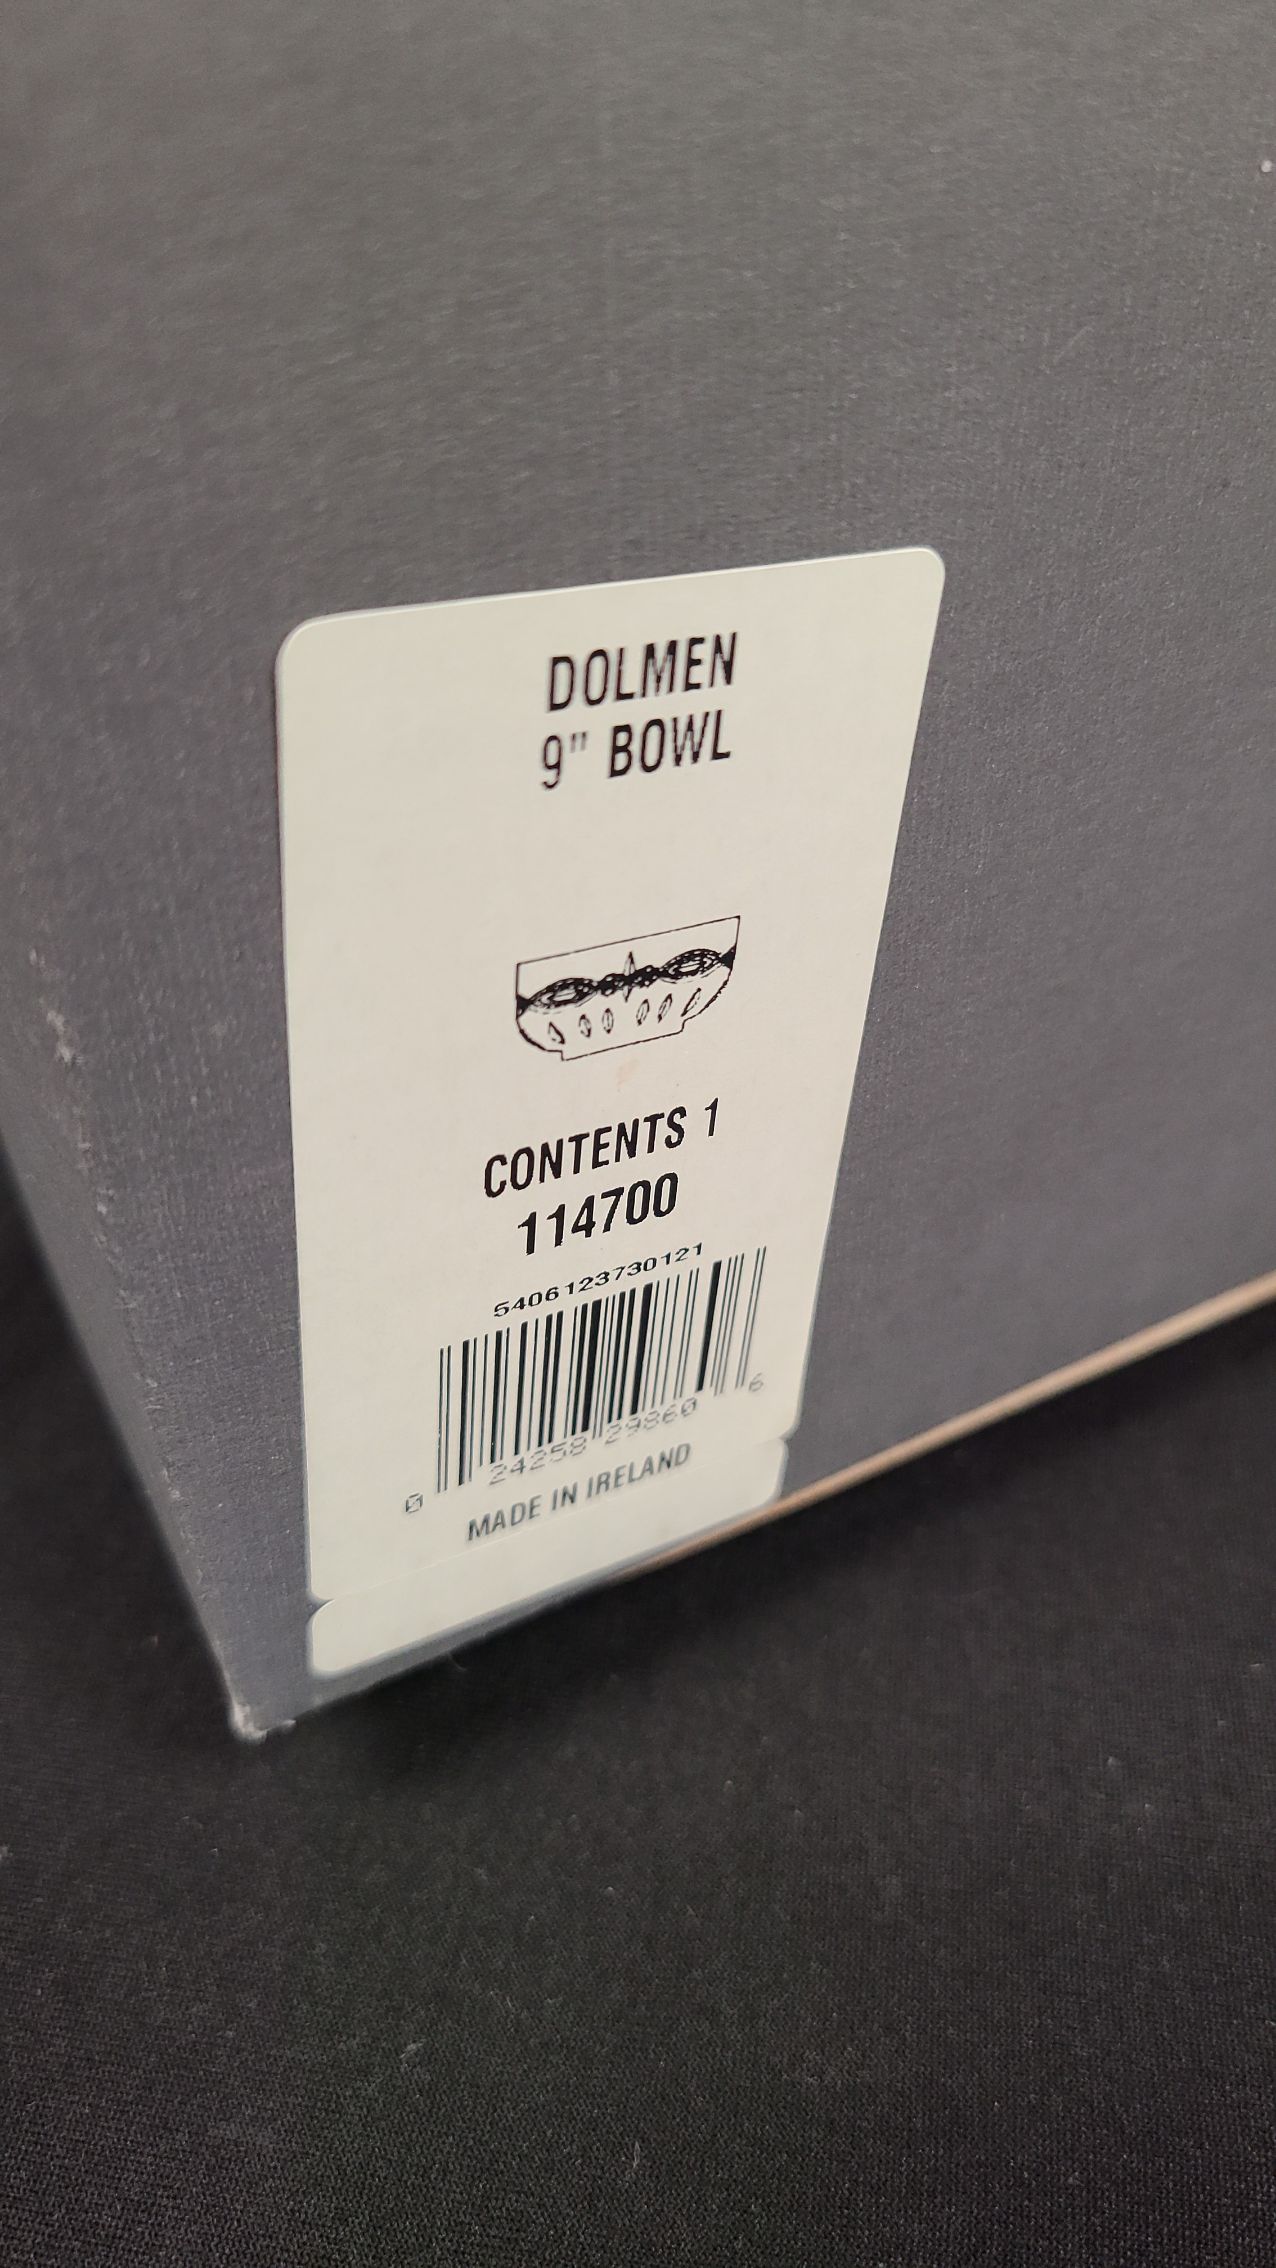 DOLMEN
9" BOWL
CONTENTS 1
114700
5406123730121
0 24258 29860 6
MADE IN IRELAND